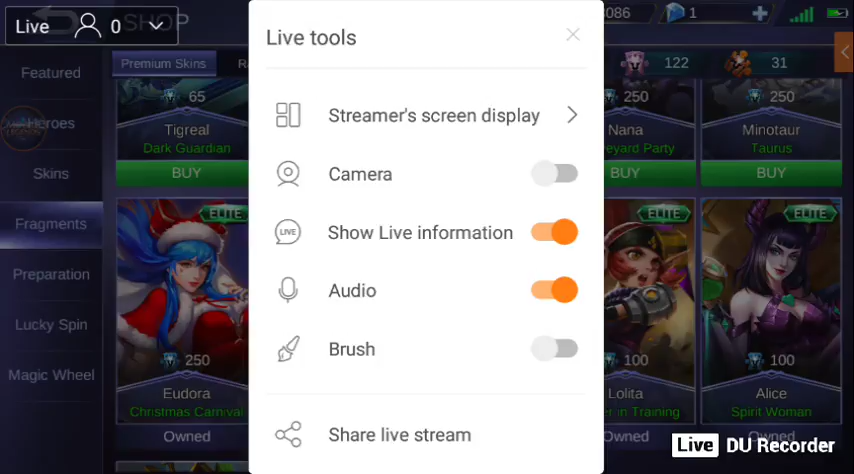 Live 0
SHOP
086
1
Live tools
122
31
Featured
Premium Skins
Heroes
65
Tigreal
Dark Guardian
BUY
Streamer's screen display
250
Nana
BUY
250
Minotaur
Taurus
BUY
Skins
Camera
Fragments
Show Live information
ELITE
ELITE
ELITE
Preparation
Audio
Lucky Spin
Brush
Magic Wheel
250
Eudora
Christmas Carnival
Owned
100
Lolita
in Training
Owned
100
Alice
Spirit Woman
Owned
Share live stream
Live DU Recorder